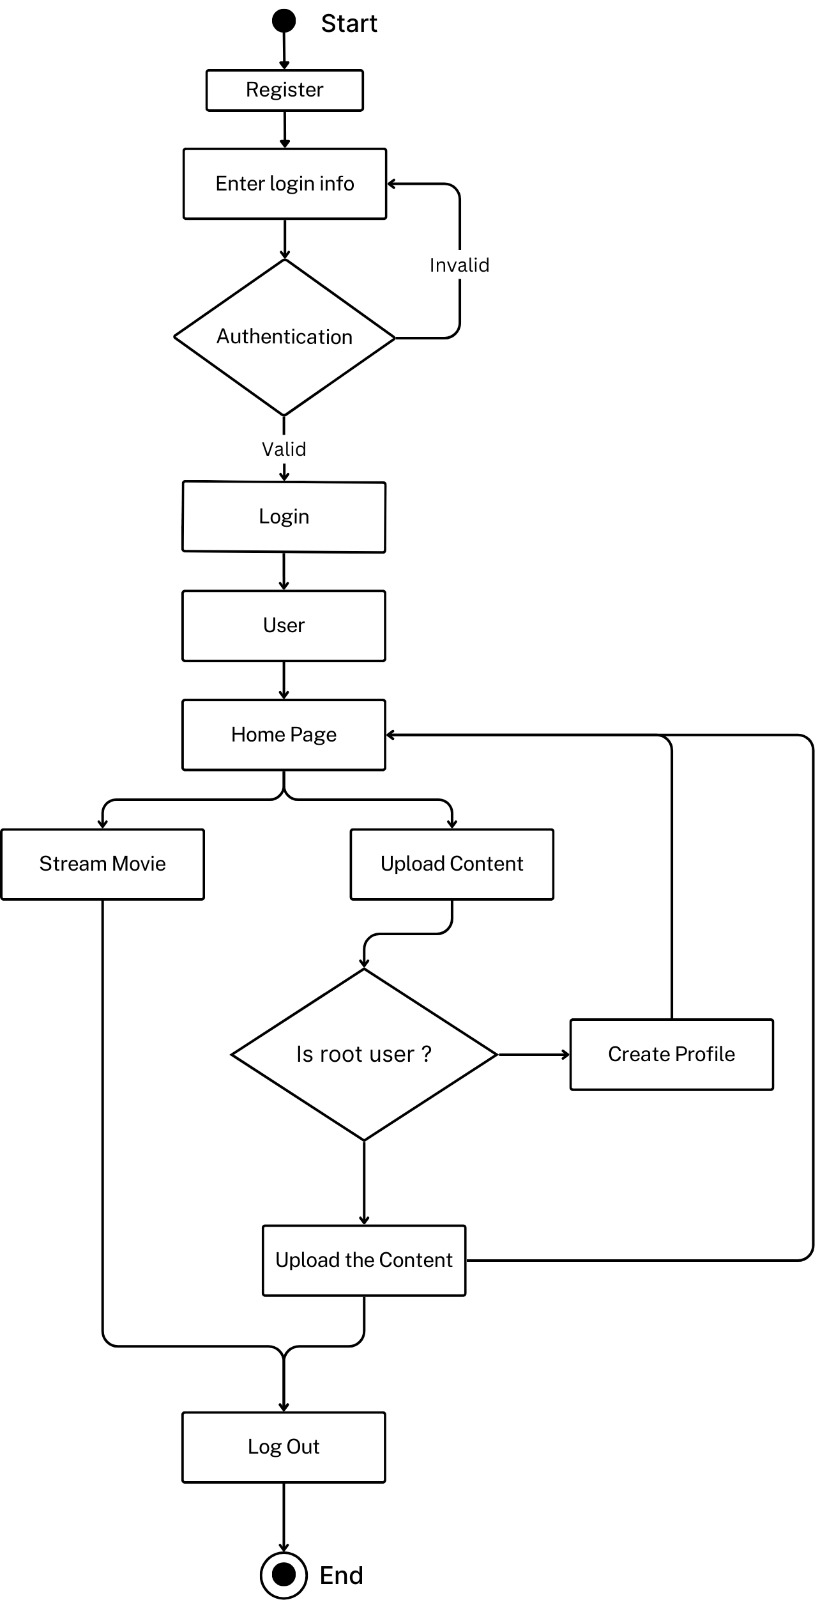 Start
Register
Enter login info
Invalid
Authentication
Valid
Login
User
Home Page
Stream Movie
Upload Content
Is root user ?
Create Profile
Upload the Content
Log Out
End